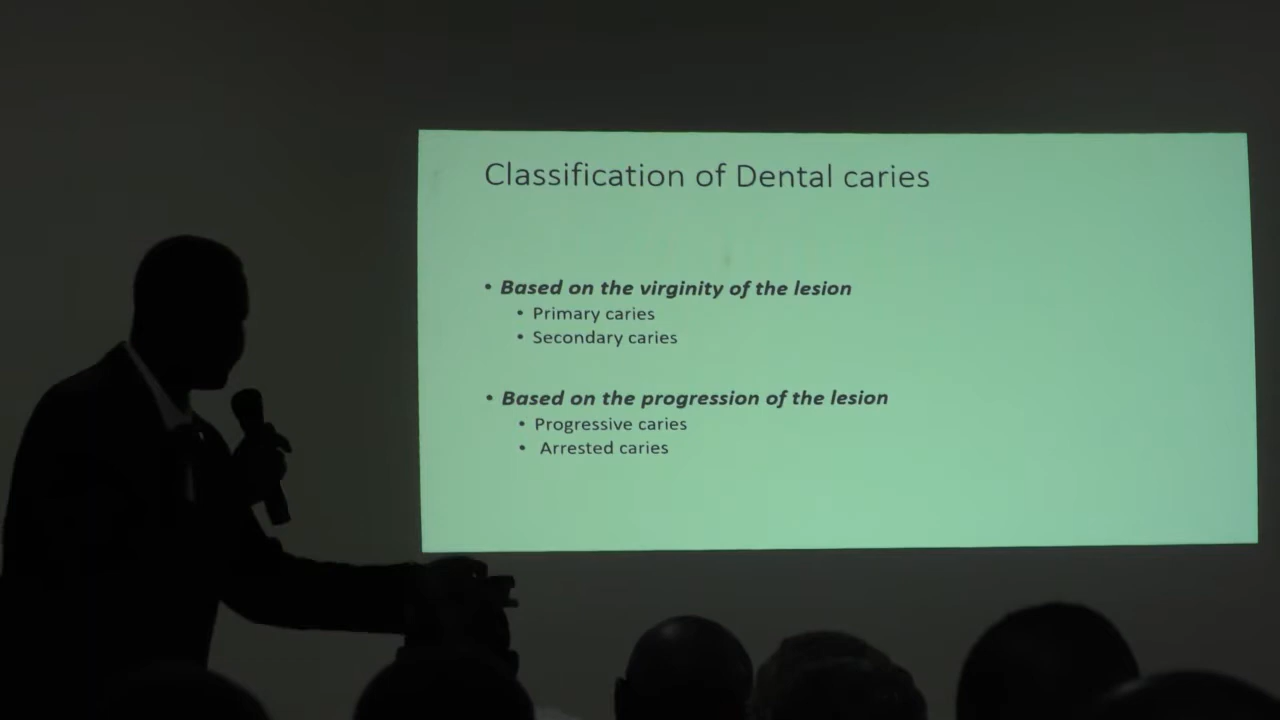 Classification of Dental caries
• Based on the virginity of the lesion
• Primary caries
• Secondary caries
• Based on the progression of the lesion
• Progressive caries
• Arrested caries